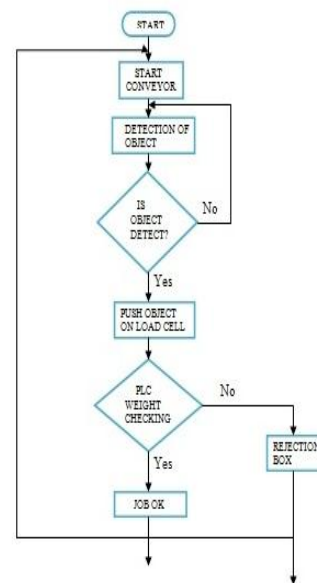 START
START
CONVEYOR
DETECTION OF
OBJECT
IS
OBJECT
DETECT?
No
Yes
PUSH OBJECT
ON LOAD CELL
PLC
WEIGHT
CHECKING
No
Yes
REJECTION
BOX
JOB OK